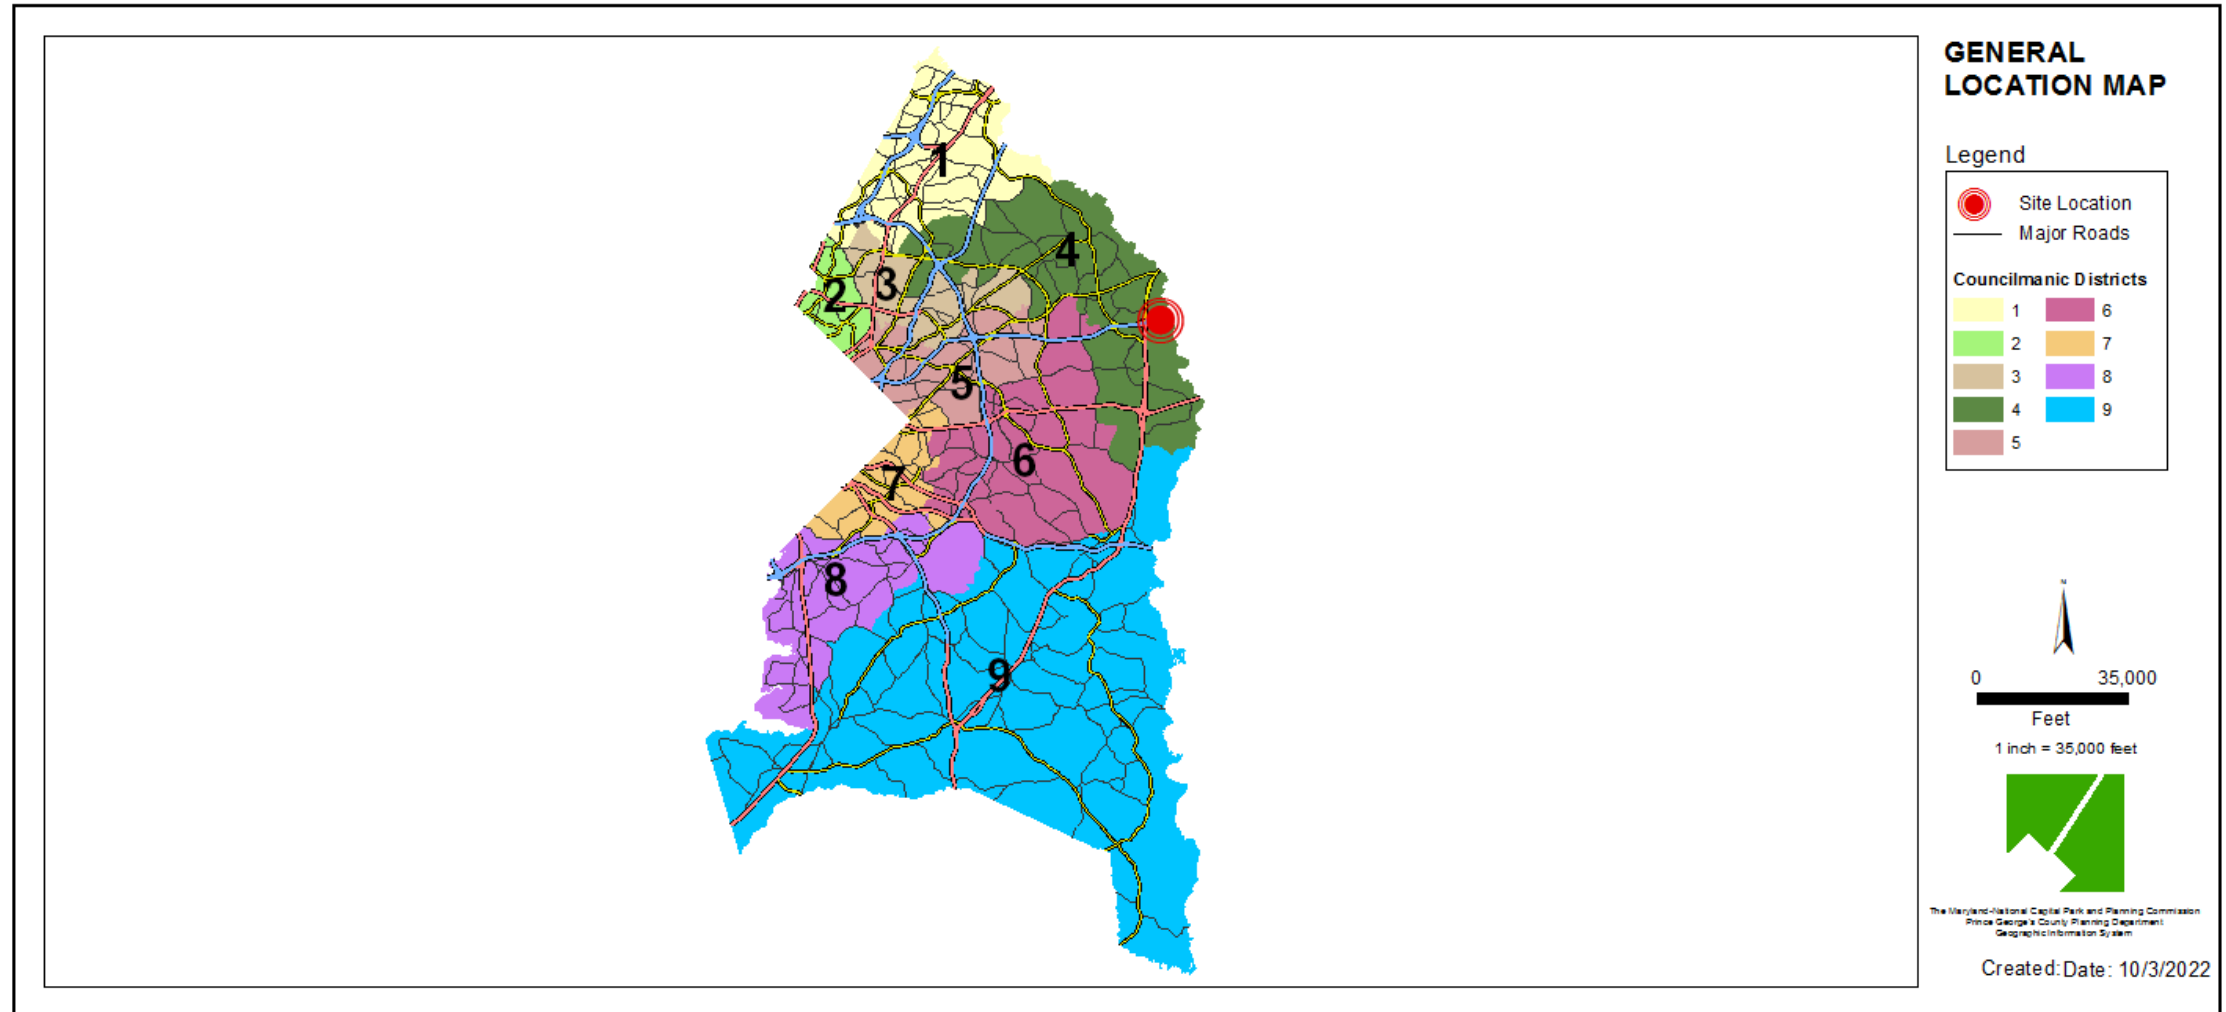 GENERAL
LOCATION MAP
Legend
Site Location
Major Roads
Councilmanic Districts
1 6
2 7
3 8
4 9
5
1
4
3
2
5
6
7
8
9
N
0 35,000
Feet
1 inch = 35,000 feet
The Maryland-National Capital Park and Planning Commission
Prince George's County Planning Department
Geographic Information System
Created: Date: 10/3/2022